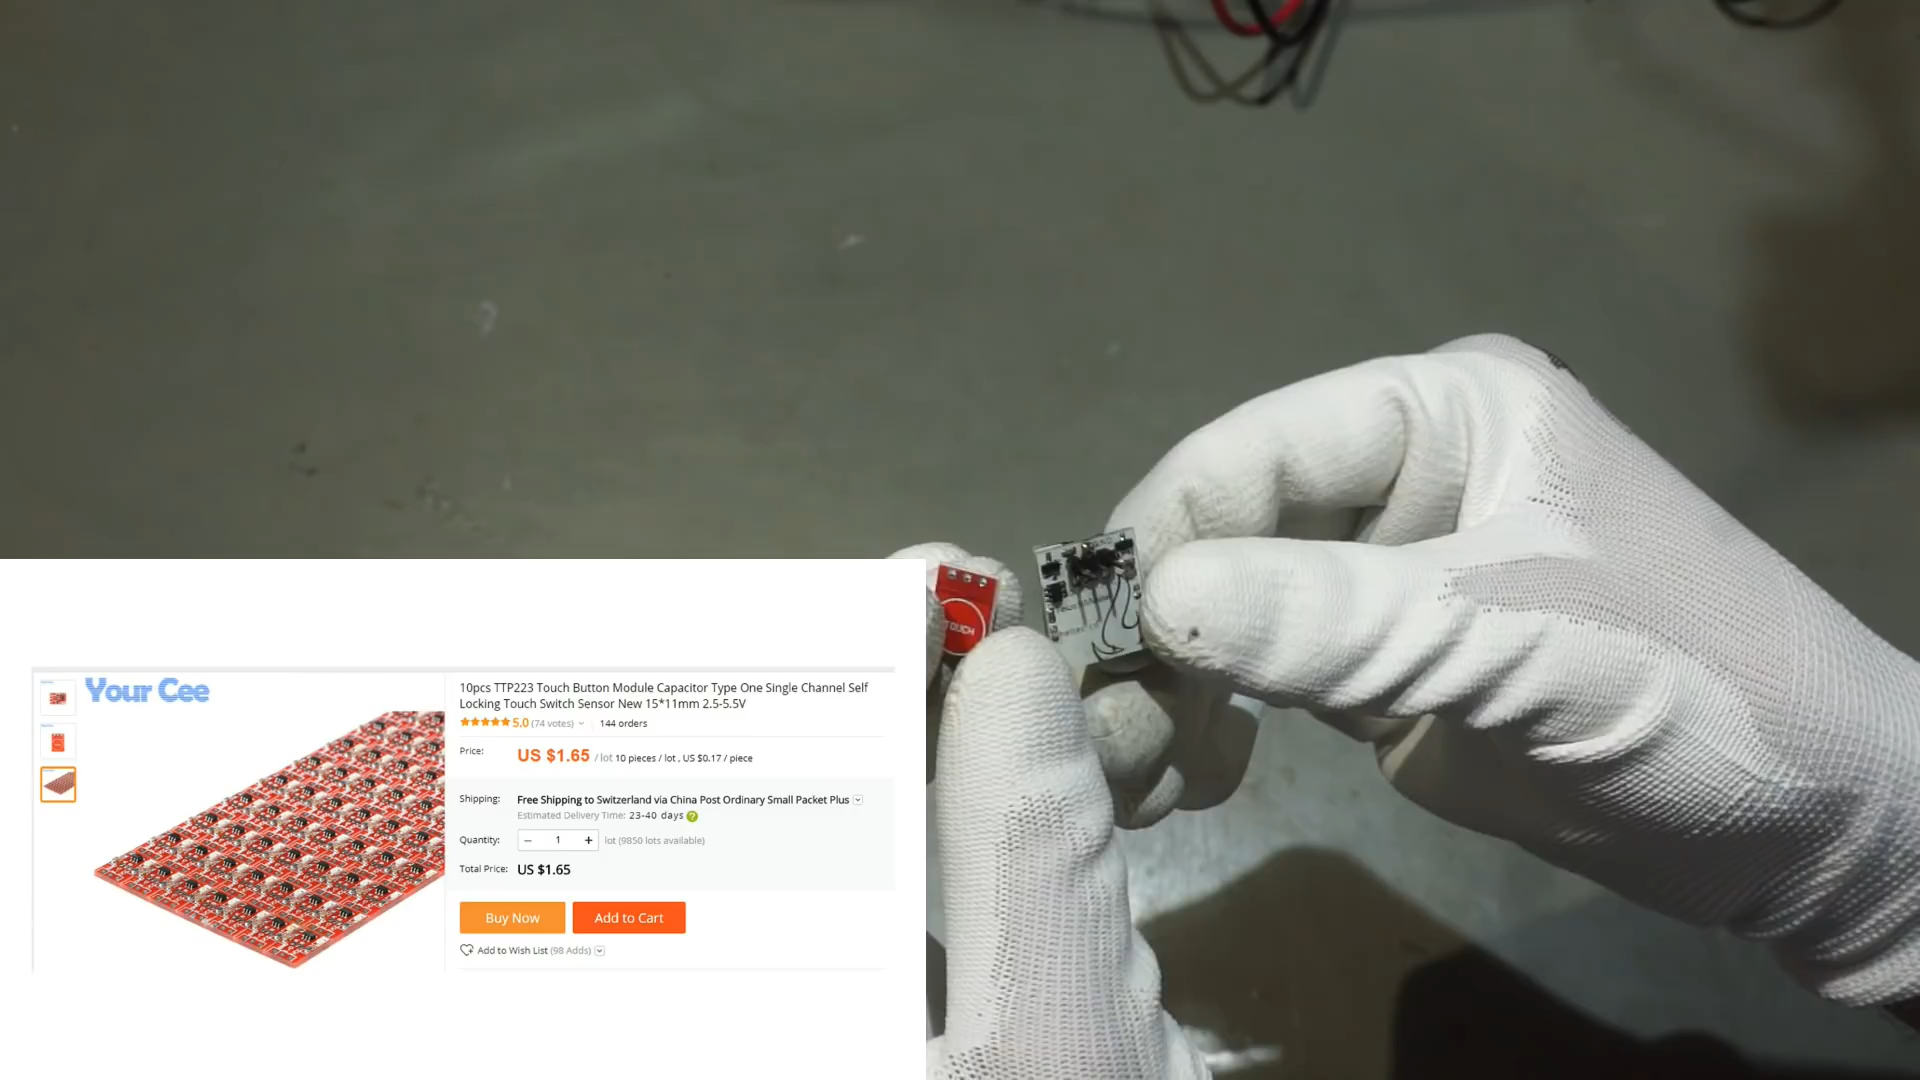 Your Cee
10pcs TTP223 Touch Button Module Capacitor Type One Single Channel Self
Locking Touch Switch Sensor New 15*11mm 2.5-5.5V
5.0 (74 votes) 144 orders
Price: US $1.65 / lot 10 pieces / lot , US $0.17 / piece
Shipping: Free Shipping to Switzerland via China Post Ordinary Small Packet Plus
Estimated Delivery Time: 23-40 days ?
Quantity: − 1 + lot (9850 lots available)
Total Price: US $1.65
Buy Now Add to Cart
Add to Wish List (98 Adds)
TOUCH